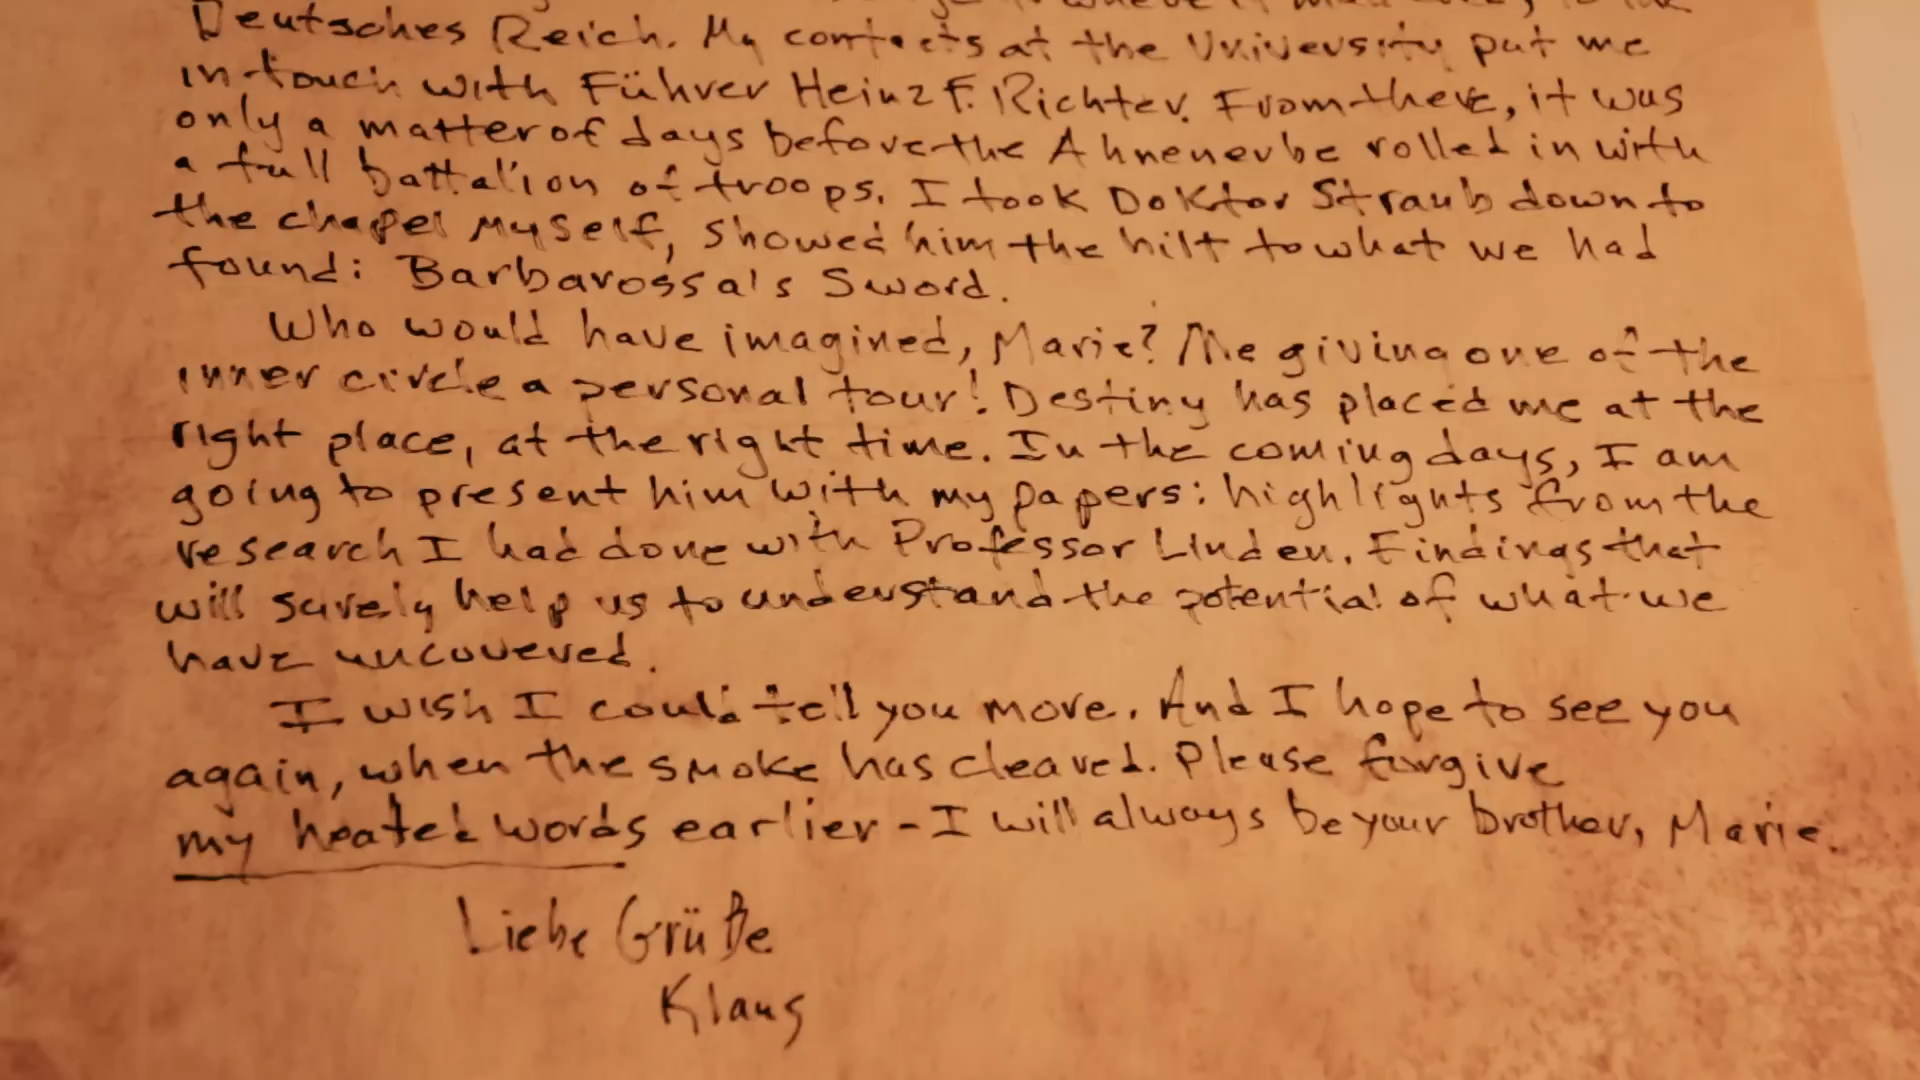 Deutsches Reich. My contacts at the University put me
in touch with Führer Heinz F. Richter. From there, it was
only a matter of days before the Ahnenerbe rolled in with
a full battalion of troops. I took Doktor Straub down to
the chapel myself, showed him the hilt to what we had
found: Barbarossa's Sword.
Who would have imagined, Marie? Me giving one of the
inner circle a personal tour! Destiny has placed me at the
right place, at the right time. In the coming days, I am
going to present him with my papers: highlights from the
research I had done with Professor Linden. Findings that
will surely help us to understand the potential of what we
have uncovered.
I wish I could tell you more. And I hope to see you
again, when the smoke has cleared. Please forgive
my heated words earlier - I will always be your brother, Marie.
Liebe Grüße
Klaus